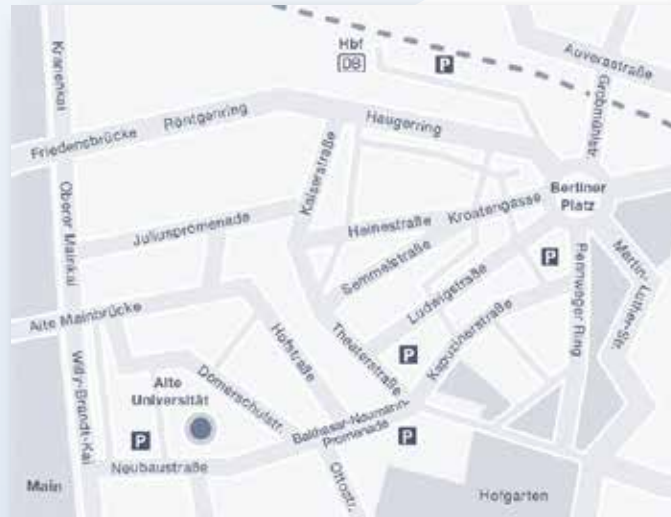 Kranenkai
Hbf
DB
P
Auverastraße
Grobmühlstr.
Friedensbrücke
Röntgenring
Haugerring
Kaiserstraße
Berliner
Platz
Oberer Mainkai
Juliuspromenade
Heinestraße
Kroatengasse
Semmelstraße
P
Rennweger Ring
Martin-Luther-Str.
Ludwigstraße
Alte Mainbrücke
Hofstraße
Theaterstraße
P
Kapuzinerstraße
Willy-Brandt-Kai
Alte
Universität
Domerschulstr.
P
Balthasar-Neumann-
Promenade
P
Neubaustraße
Ottostr.
Main
Hofgarten